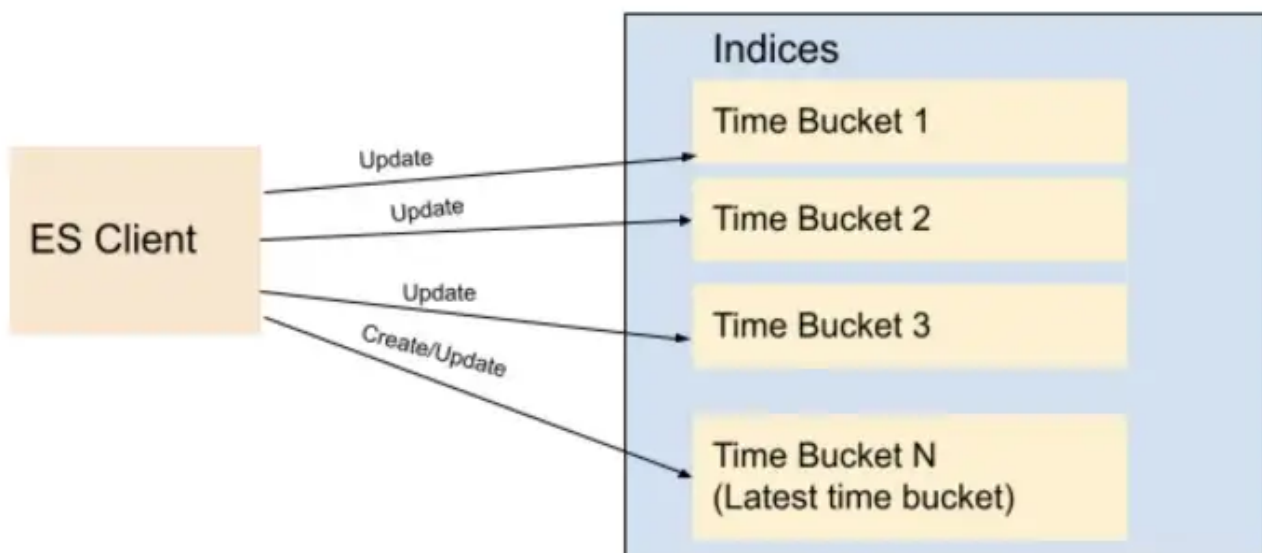 Indices
Time Bucket 1
Update
ES Client
Update
Time Bucket 2
Update
Time Bucket 3
Create/Update
Time Bucket N
(Latest time bucket)